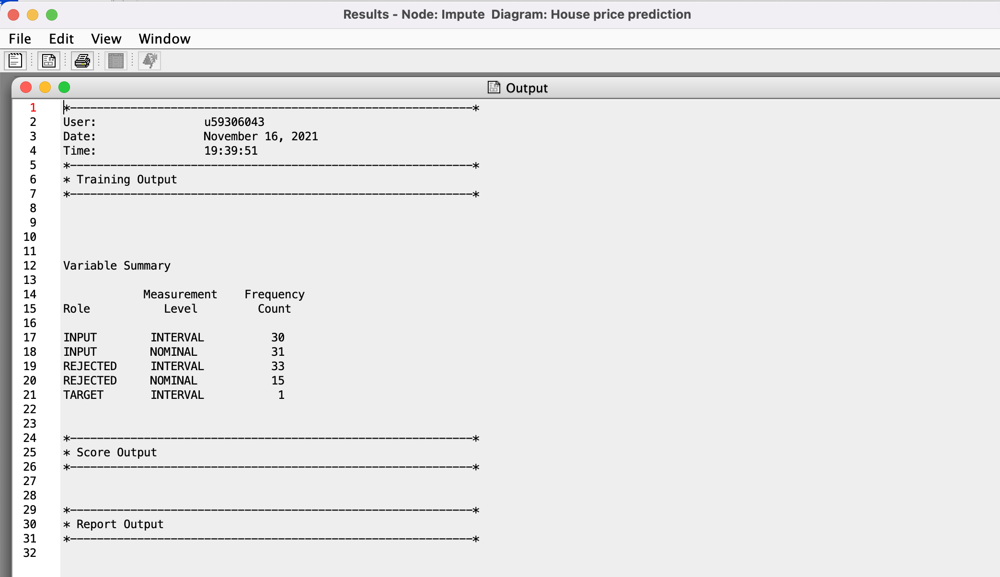 Results - Node: Impute  Diagram: House price prediction
File Edit View Window
Output
1 *------------------------------------------------------------*
2 User:                u59306043
3 Date:                November 16, 2021
4 Time:                19:39:51
5 *------------------------------------------------------------*
6 * Training Output
7 *------------------------------------------------------------*
8
9
10
11
12 Variable Summary
13
14             Measurement    Frequency
15 Role           Level         Count
16
17 INPUT        INTERVAL          30
18 INPUT        NOMINAL           31
19 REJECTED     INTERVAL          33
20 REJECTED     NOMINAL           15
21 TARGET       INTERVAL           1
22
23
24 *------------------------------------------------------------*
25 * Score Output
26 *------------------------------------------------------------*
27
28
29 *------------------------------------------------------------*
30 * Report Output
31 *------------------------------------------------------------*
32